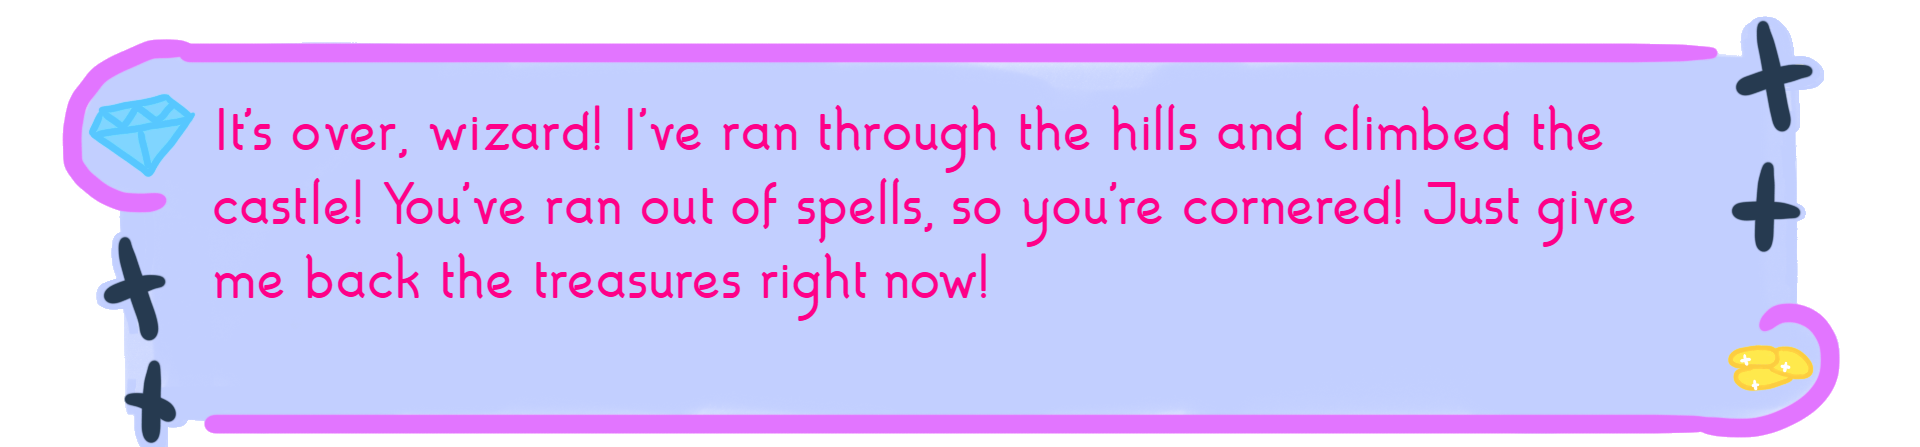 It's over, wizard! I've ran through the hills and climbed the
castle! You've ran out of spells, so you're cornered! Just give
me back the treasures right now!